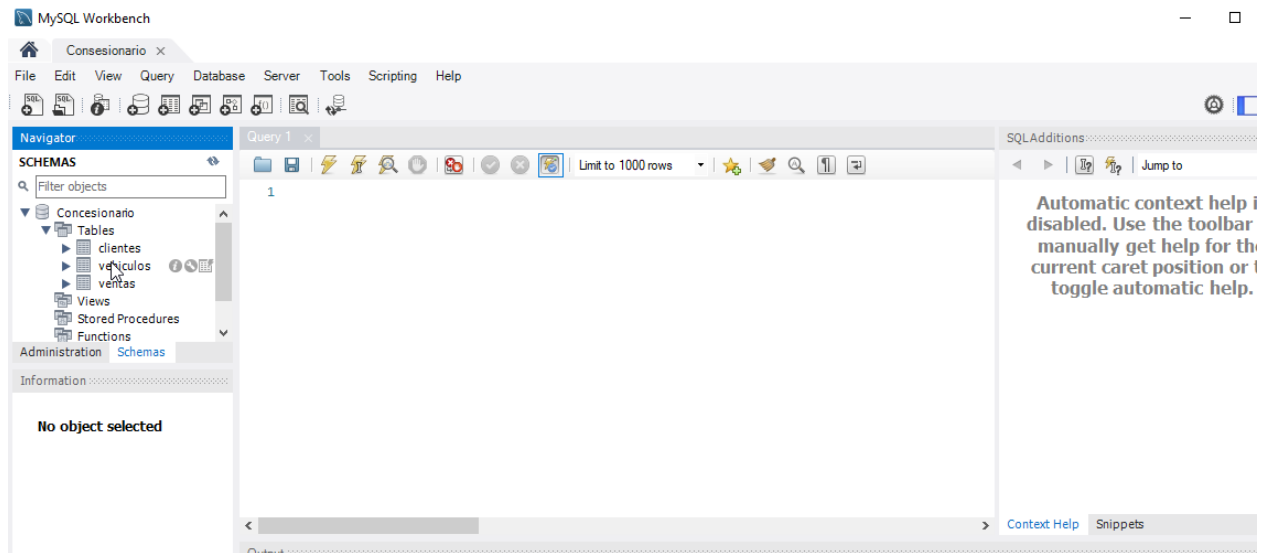 MySQL Workbench
Consesionario
File Edit View Query Database Server Tools Scripting Help
Navigator
SCHEMAS
Filter objects
Concesionario
Tables
clientes
vehiculos
ventas
Views
Stored Procedures
Functions
Administration Schemas
Information
No object selected
Query 1
Limit to 1000 rows
1
Output
SQLAdditions
Jump to
Automatic context help i
disabled. Use the toolbar
manually get help for the
current caret position or t
toggle automatic help.
Context Help Snippets